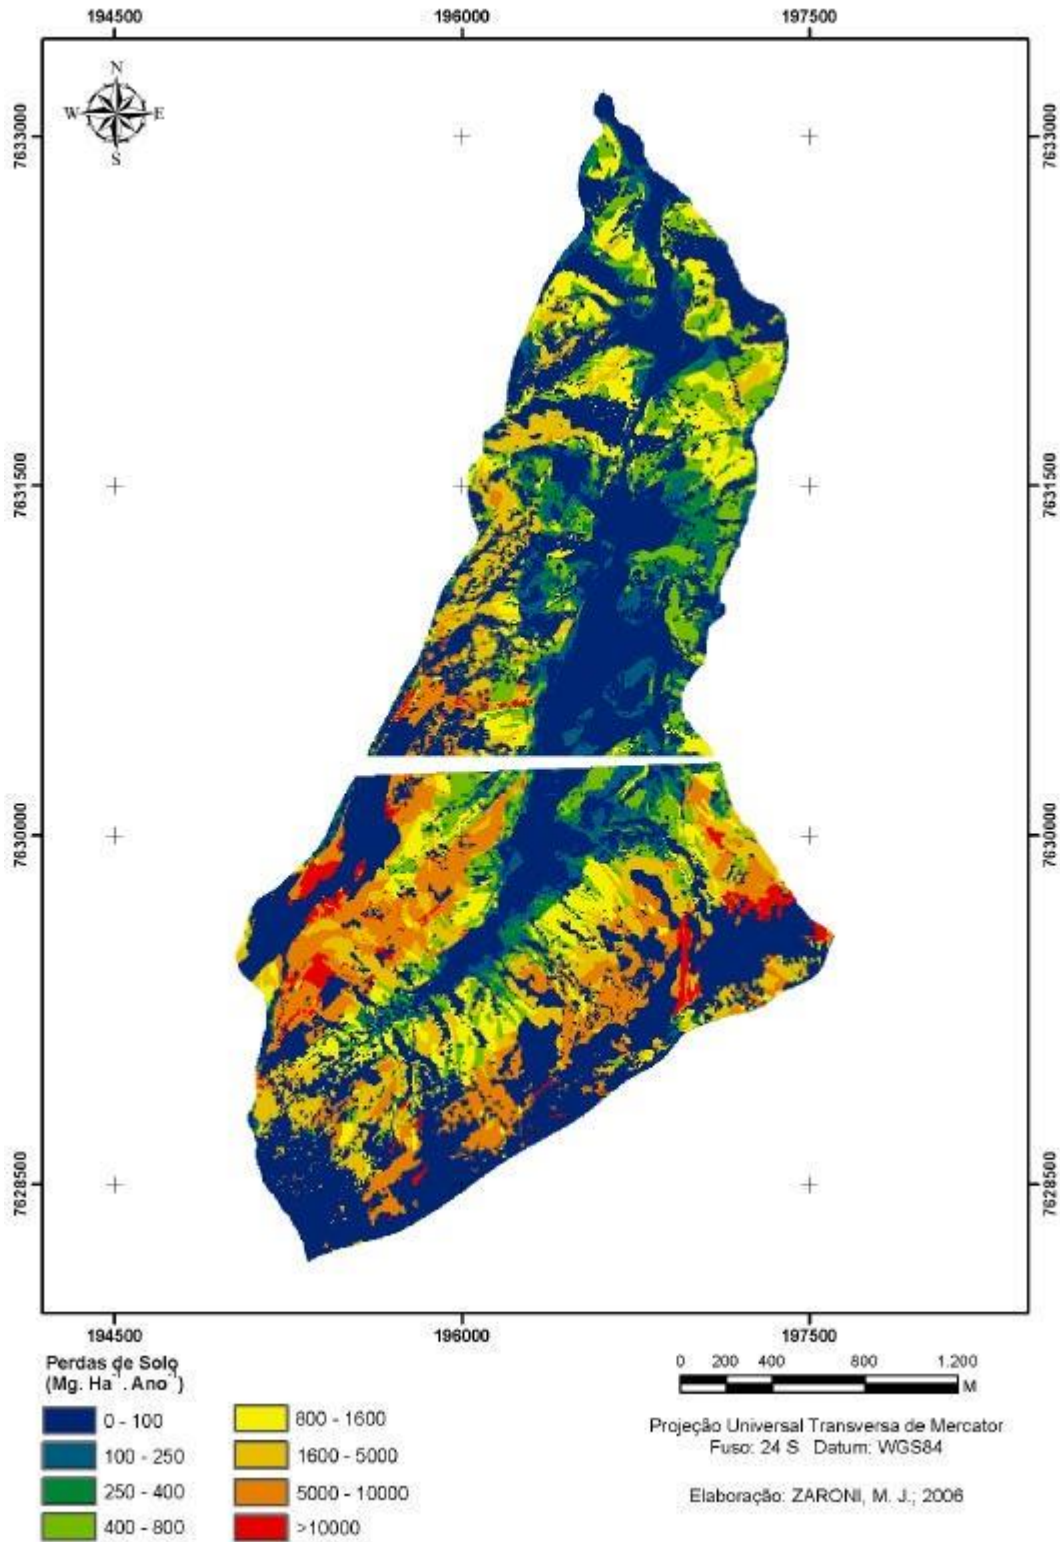 194500 196000 197500
N
W E
S
7633000 7633000
7631500 7631500
7630000 7630000
7628500 7628500
194500 196000 197500
Perdas de Solo
(Mg. Ha⁻¹. Ano⁻¹)
0 - 100
100 - 250
250 - 400
400 - 800
800 - 1600
1600 - 5000
5000 - 10000
>10000
0 200 400 800 1.200
M
Projeção Universal Transversa de Mercator
Fuso: 24 S Datum: WGS84
Elaboração: ZARONI, M. J.; 2006